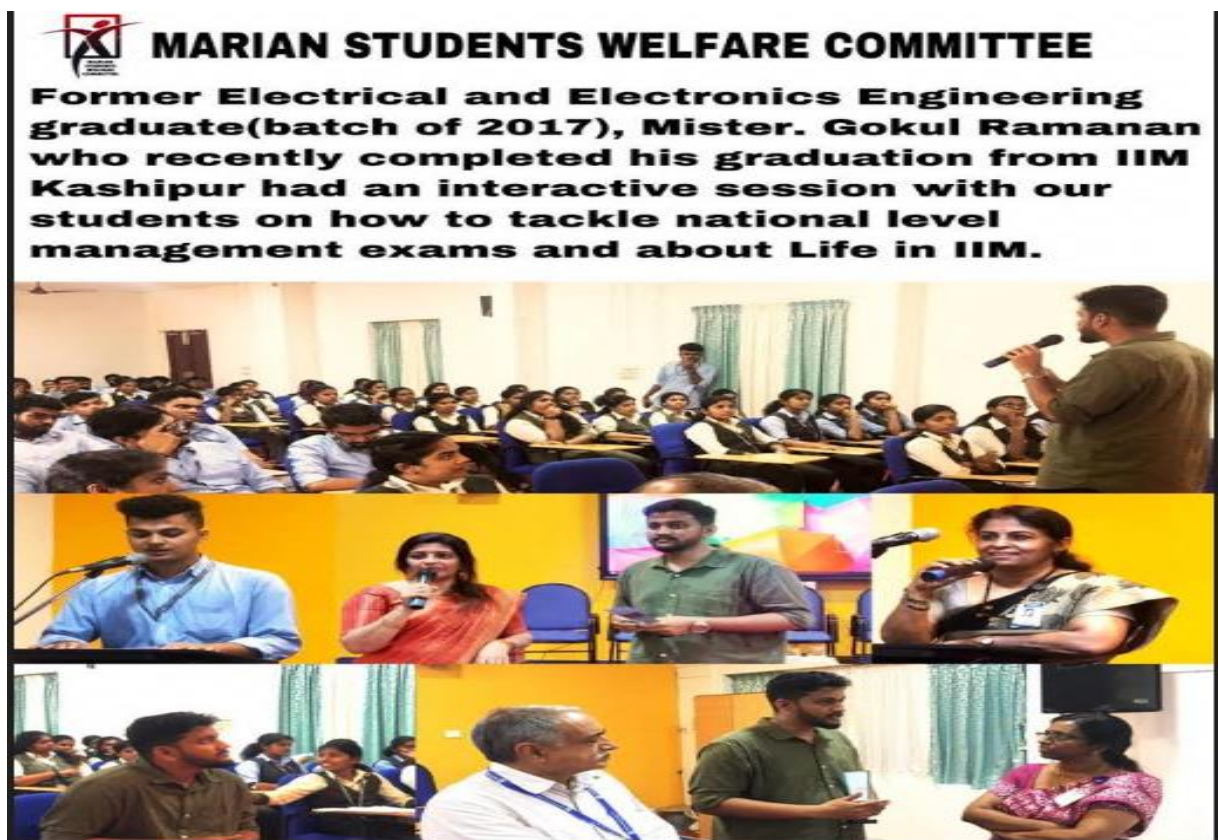 MARIAN STUDENTS WELFARE COMMITTEE
Former Electrical and Electronics Engineering
graduate(batch of 2017), Mister. Gokul Ramanan
who recently completed his graduation from IIM
Kashipur had an interactive session with our
students on how to tackle national level
management exams and about Life in IIM.